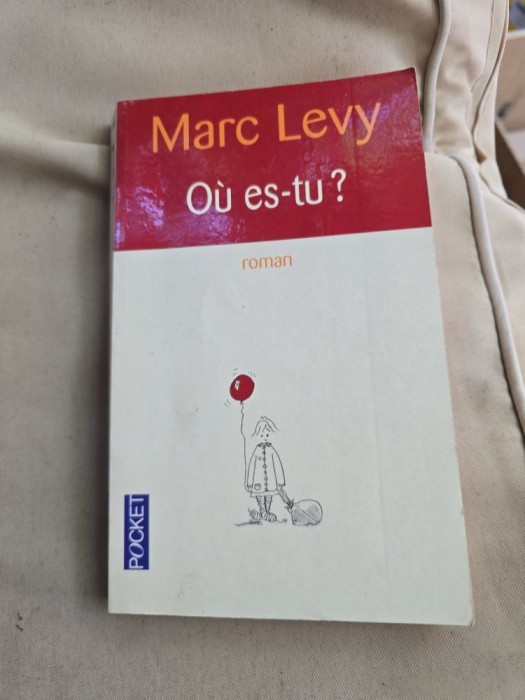 Marc Levy
Où es-tu ?
roman
POCKET